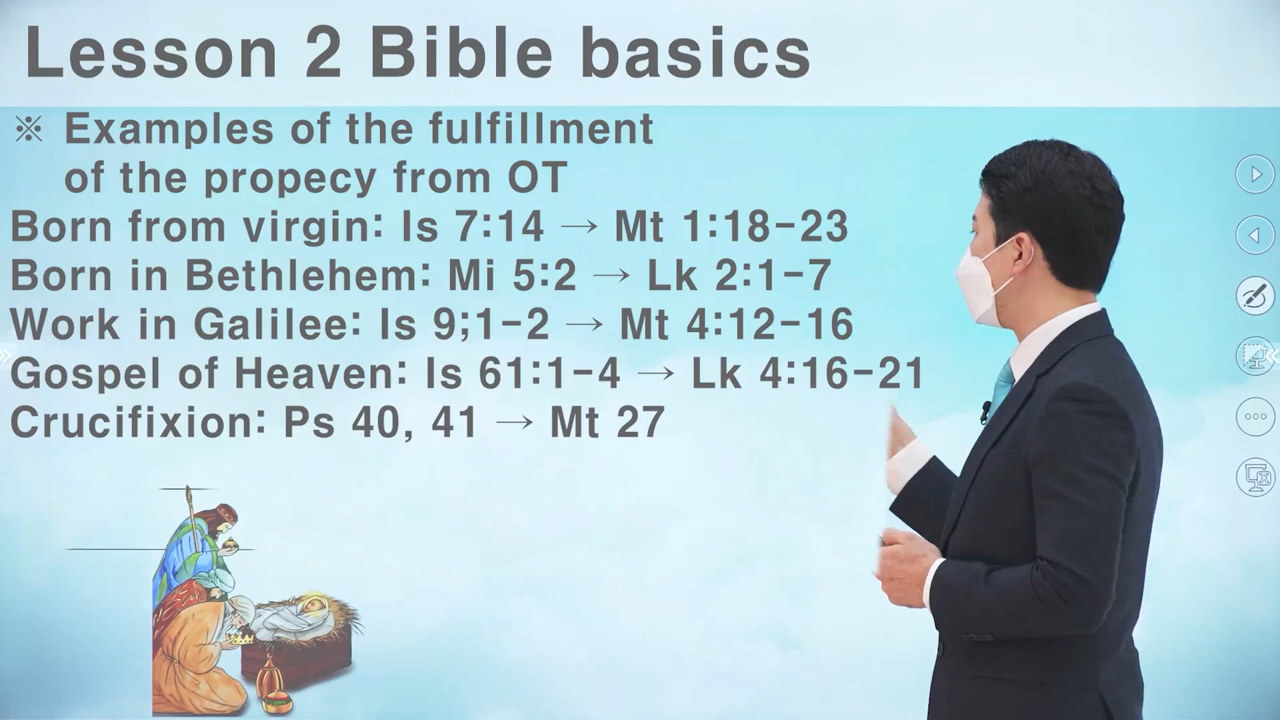 Lesson 2 Bible basics
※ Examples of the fulfillment
of the propecy from OT
Born from virgin: Is 7:14 → Mt 1:18-23
Born in Bethlehem: Mi 5:2 → Lk 2:1-7
Work in Galilee: Is 9;1-2 → Mt 4:12-16
Gospel of Heaven: Is 61:1-4 → Lk 4:16-21
Crucifixion: Ps 40, 41 → Mt 27